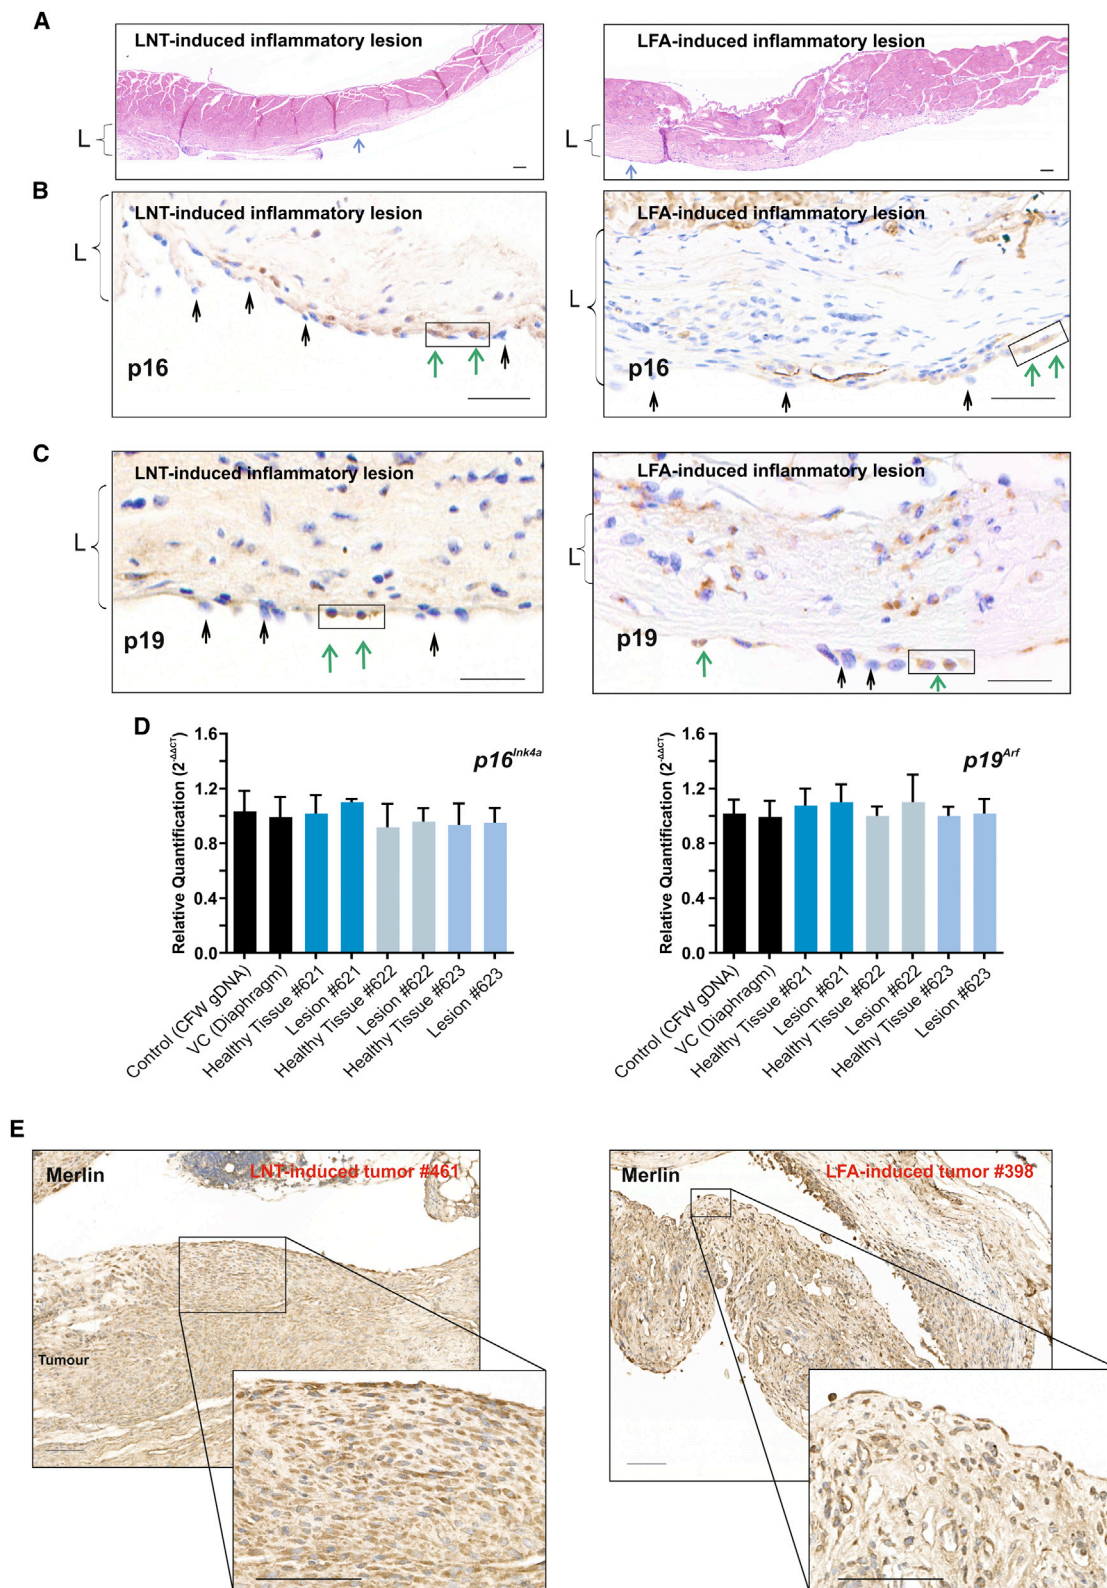 A
LNT-induced inflammatory lesion
LFA-induced inflammatory lesion
L
L
B
LNT-induced inflammatory lesion
LFA-induced inflammatory lesion
L
L
p16
p16
C
LNT-induced inflammatory lesion
LFA-induced inflammatory lesion
L
L
p19
p19
D
Relative Quantification (2-ΔΔCT)
1.6
1.2
0.8
0.4
0.0
p16Ink4a
Control (CFW gDNA)
VC (Diaphragm)
Healthy Tissue #621
Lesion #621
Healthy Tissue #622
Lesion #622
Healthy Tissue #623
Lesion #623
Relative Quantification (2-ΔΔCT)
1.6
1.2
0.8
0.4
0.0
p19Arf
Control (CFW gDNA)
VC (Diaphragm)
Healthy Tissue #621
Lesion #621
Healthy Tissue #622
Lesion #622
Healthy Tissue #623
Lesion #623
E
Merlin
LNT-induced tumor #461
Tumour
Merlin
LFA-induced tumor #398